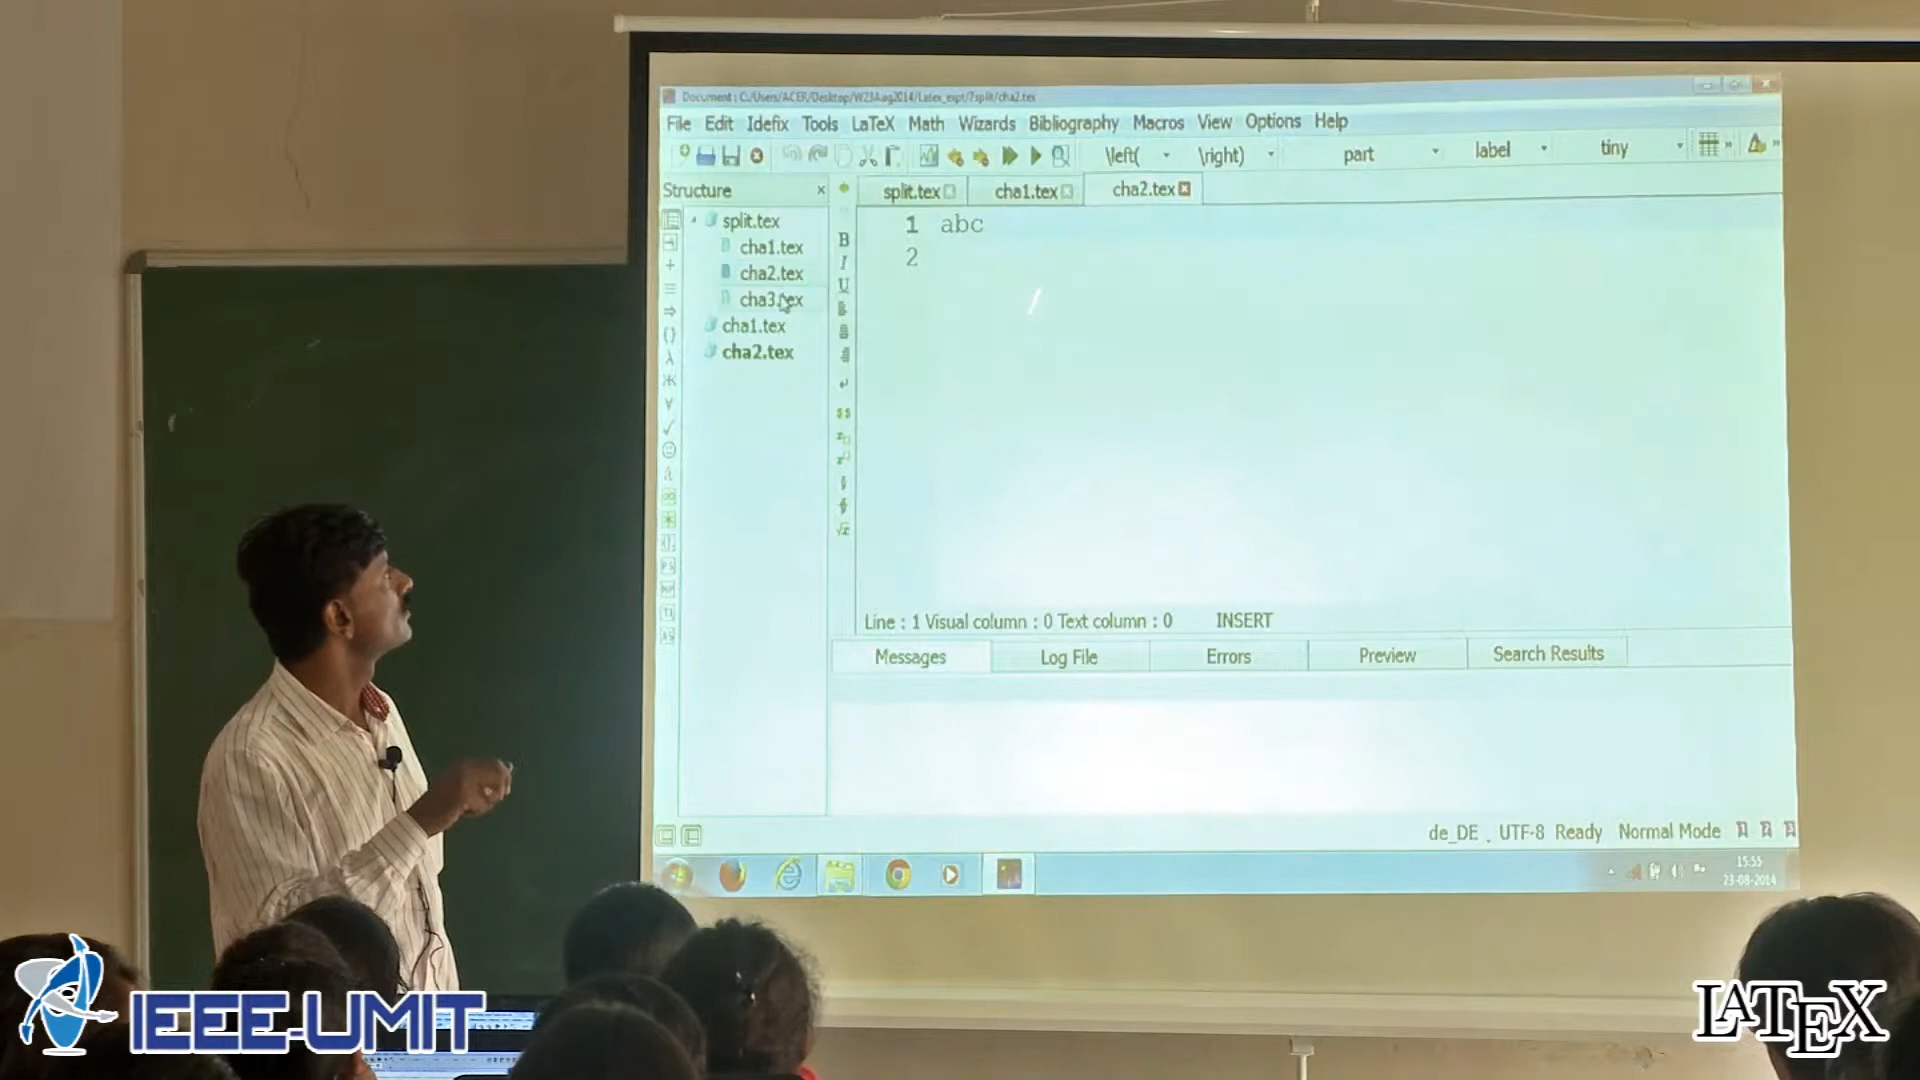 Document : C:/Users/ACER/Desktop/W23Aug2014/Latex_expt/7split/cha2.tex
File Edit Idefix Tools LaTeX Math Wizards Bibliography Macros View Options Help
\left( \right) part label tiny
Structure
split.tex cha1.tex cha2.tex
split.tex
cha1.tex
cha2.tex
cha3.tex
cha1.tex
cha2.tex
B
I
U
1 abc
2
Line : 1 Visual column : 0 Text column : 0 INSERT
Messages Log File Errors Preview Search Results
de_DE UTF-8 Ready Normal Mode
15:55
23-08-2014
IEEE-UMIT
LATEX